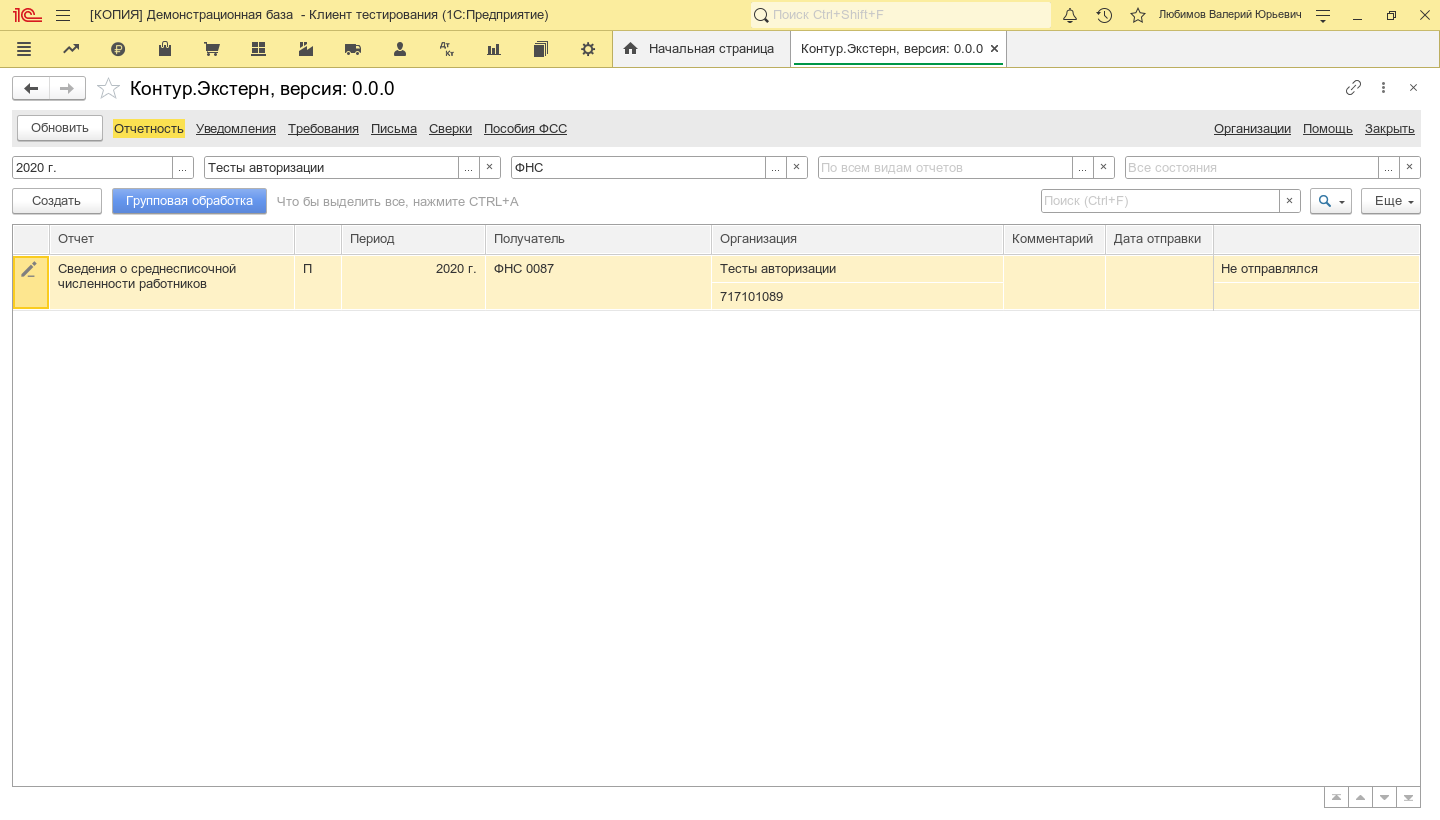 [КОПИЯ] Демонстрационная база - Клиент тестирования (1С:Предприятие)
Поиск Ctrl+Shift+F
Любимов Валерий Юрьевич
Дт Кт
Начальная страница
Контур.Экстерн, версия: 0.0.0
Контур.Экстерн, версия: 0.0.0
Обновить Отчетность Уведомления Требования Письма Сверки Пособия ФСС Организации Помощь Закрыть
2020 г. ... Тесты авторизации ... × ФНС ... × По всем видам отчетов ... × Все состояния ... ×
Создать Групповая обработка Что бы выделить все, нажмите CTRL+A Поиск (Ctrl+F) × Еще
Отчет Период Получатель Организация Комментарий Дата отправки
Сведения о среднесписочной П 2020 г. ФНС 0087 Тесты авторизации Не отправлялся
численности работников
717101089